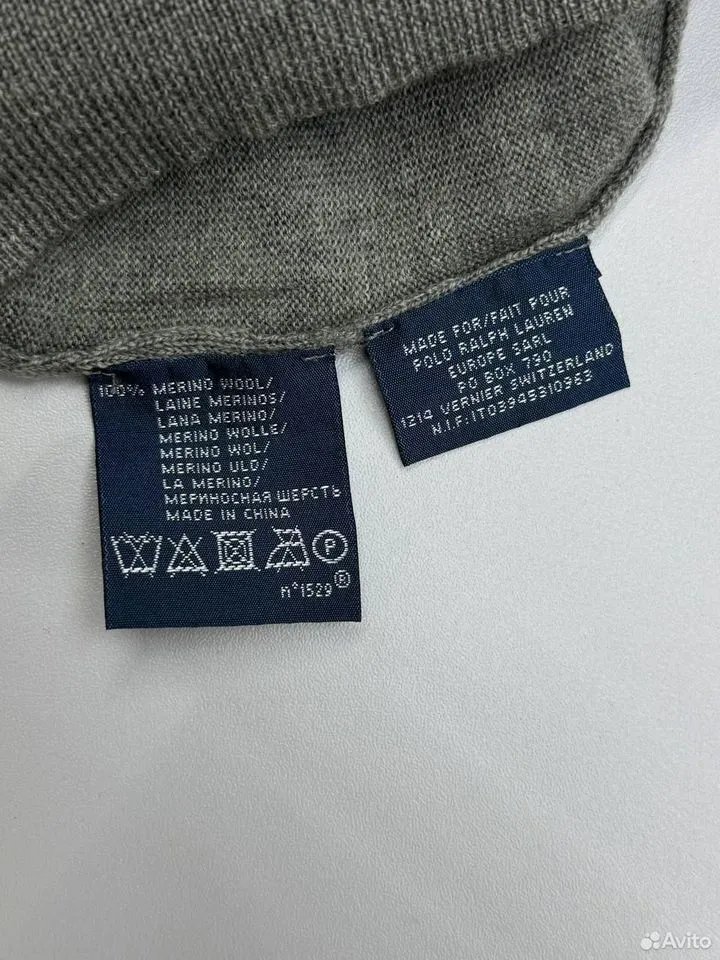 100% MERINO WOOL/
LAINE MERINOS/
LANA MERINO/
MERINO WOLLE/
MERINO WOL/
MERINO ULD/
LA MERINO/
МЕРИНОСНАЯ ШЕРСТЬ
MADE IN CHINA
P
n°1529®
MADE FOR/FAIT POUR
POLO RALPH LAUREN
EUROPE SARL
PO BOX 790
1214 VERNIER SWITZERLAND
N.I.F:IT03945310963
Avito